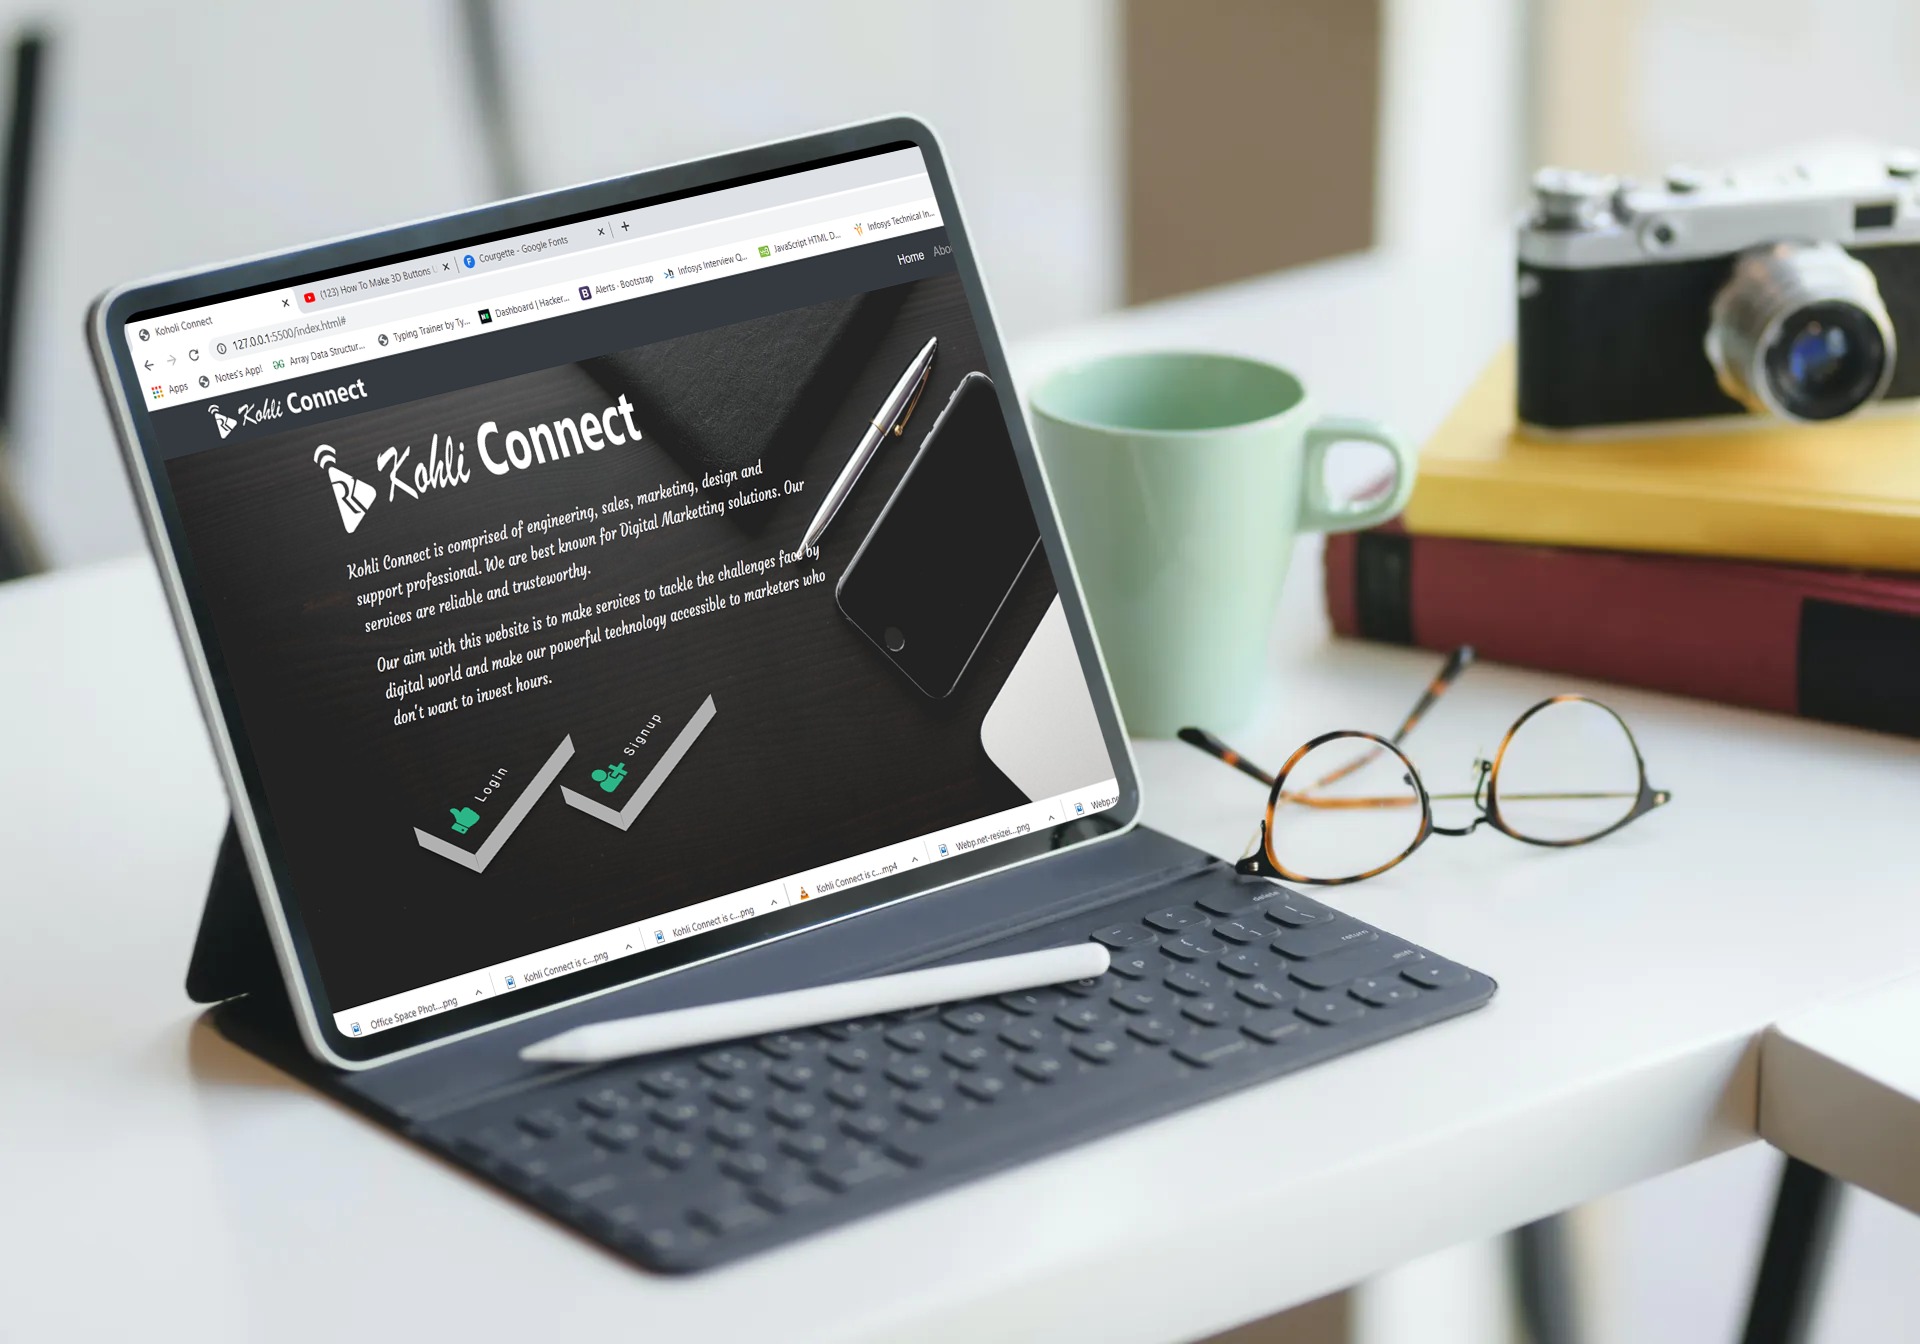 Koholi Connect
(123) How To Make 3D Buttons
Courgette - Google Fonts
127.0.0.1:5500/index.html#
Apps
Notes's App!
Array Data Structur...
Typing Trainer by Ty...
Dashboard | Hacker...
Alerts · Bootstrap
Infosys Interview Q...
JavaScript HTML D...
Infosys Technical In...
Kohli Connect
Home Abo
Kohli Connect
Kohli Connect is comprised of engineering, sales, marketing, design and
support professional. We are best known for Digital Marketting solutions. Our
services are reliable and trustworthy.
Our aim with this website is to make services to tackle the challenges face by
digital world and make our powerful technology accessible to marketers who
don't want to invest hours.
Login
Signup
Office Space Phot....png
Kohli Connect is c....png
Kohli Connect is c....png
Kohli Connect is c....mp4
Webp.net-resizei....png
Webp.ne
delete
return
shift